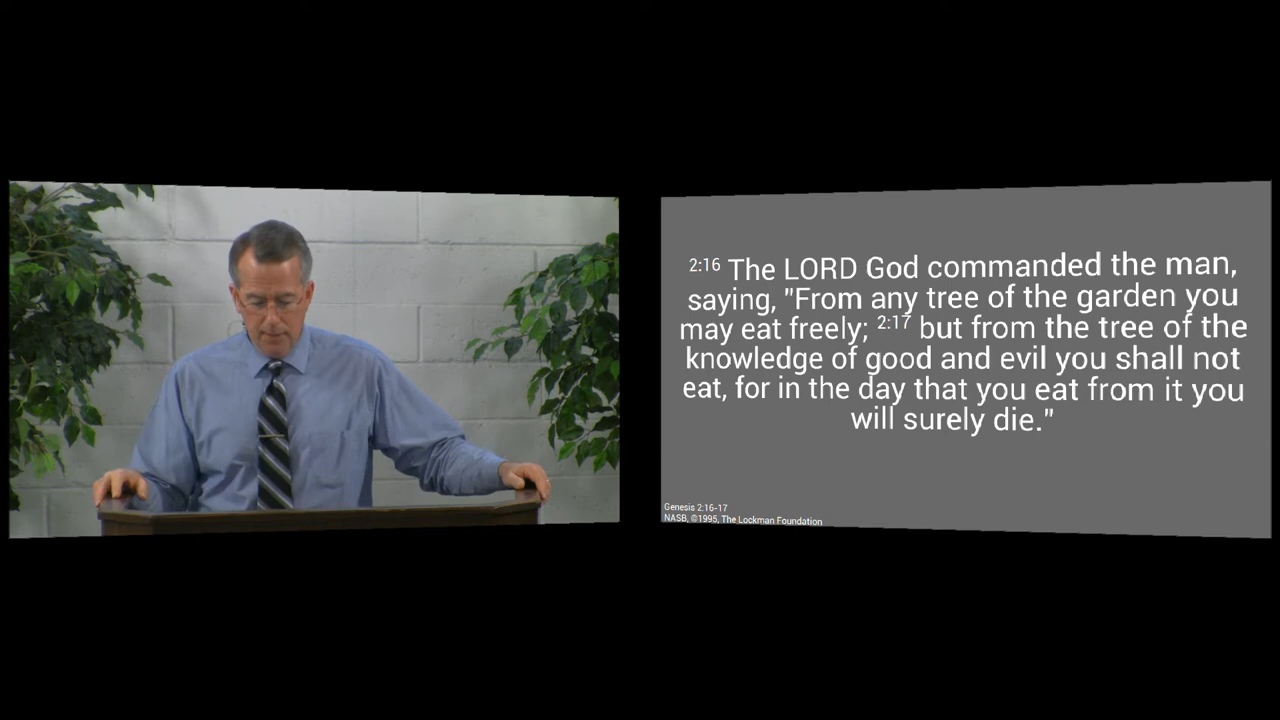 2:16 The LORD God commanded the man,
saying, "From any tree of the garden you
may eat freely; 2:17 but from the tree of the
knowledge of good and evil you shall not
eat, for in the day that you eat from it you
will surely die."
Genesis 2:16-17
NASB, ©1995, The Lockman Foundation